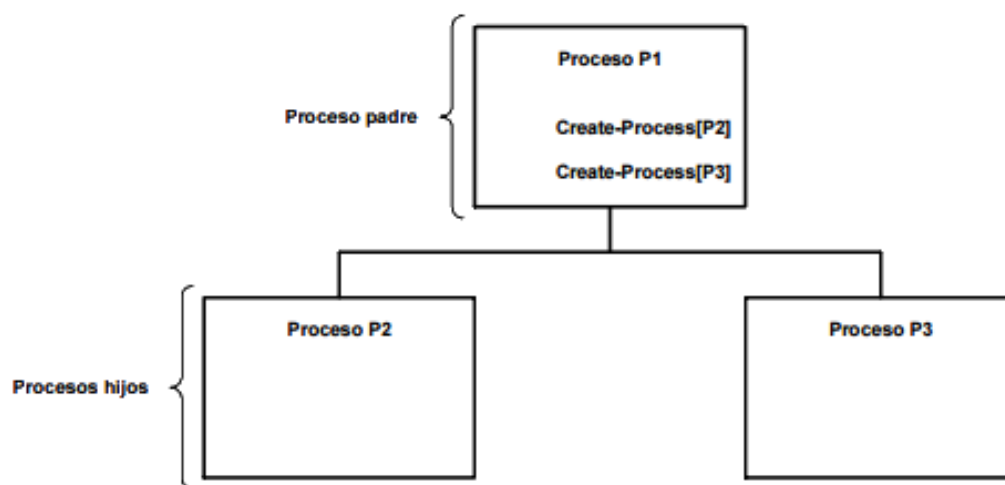 Proceso P1
Proceso padre
Create-Process[P2]
Create-Process[P3]
Proceso P2
Proceso P3
Procesos hijos